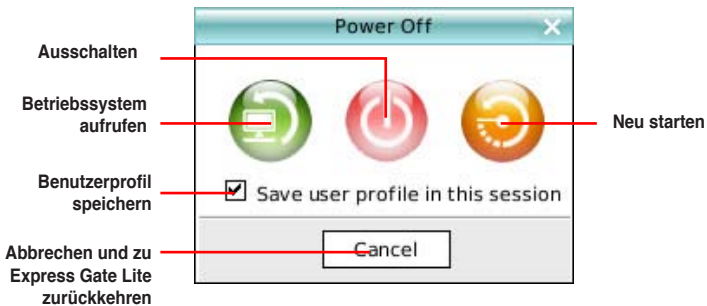 Power Off
Ausschalten
Betriebssystem
aufrufen
Neu starten
Benutzerprofil
speichern
Save user profile in this session
Abbrechen und zu
Express Gate Lite
zurückkehren
Cancel